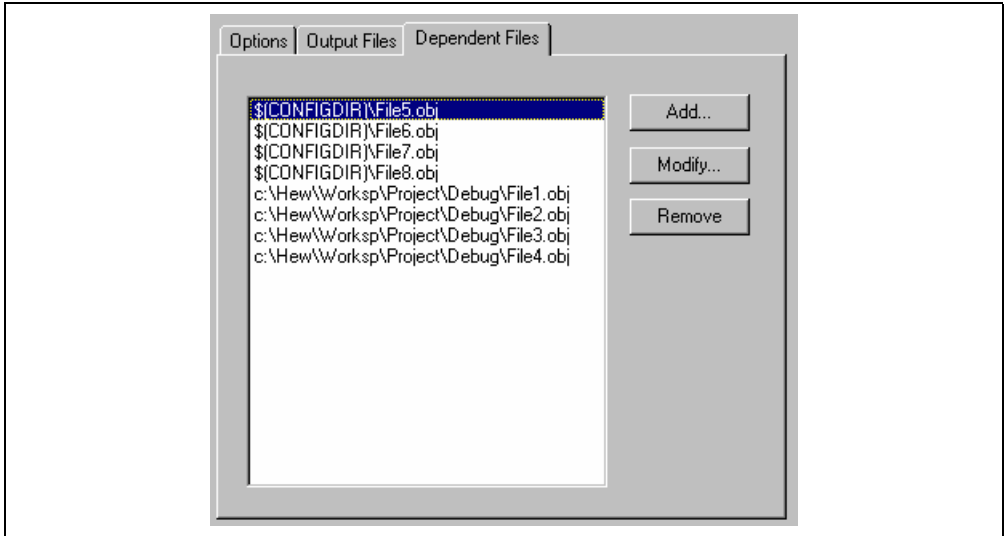 Options Output Files Dependent Files
$(CONFIGDIR)\File5.obj
$(CONFIGDIR)\File6.obj
$(CONFIGDIR)\File7.obj
$(CONFIGDIR)\File8.obj
c:\Hew\Worksp\Project\Debug\File1.obj
c:\Hew\Worksp\Project\Debug\File2.obj
c:\Hew\Worksp\Project\Debug\File3.obj
c:\Hew\Worksp\Project\Debug\File4.obj
Add...
Modify...
Remove